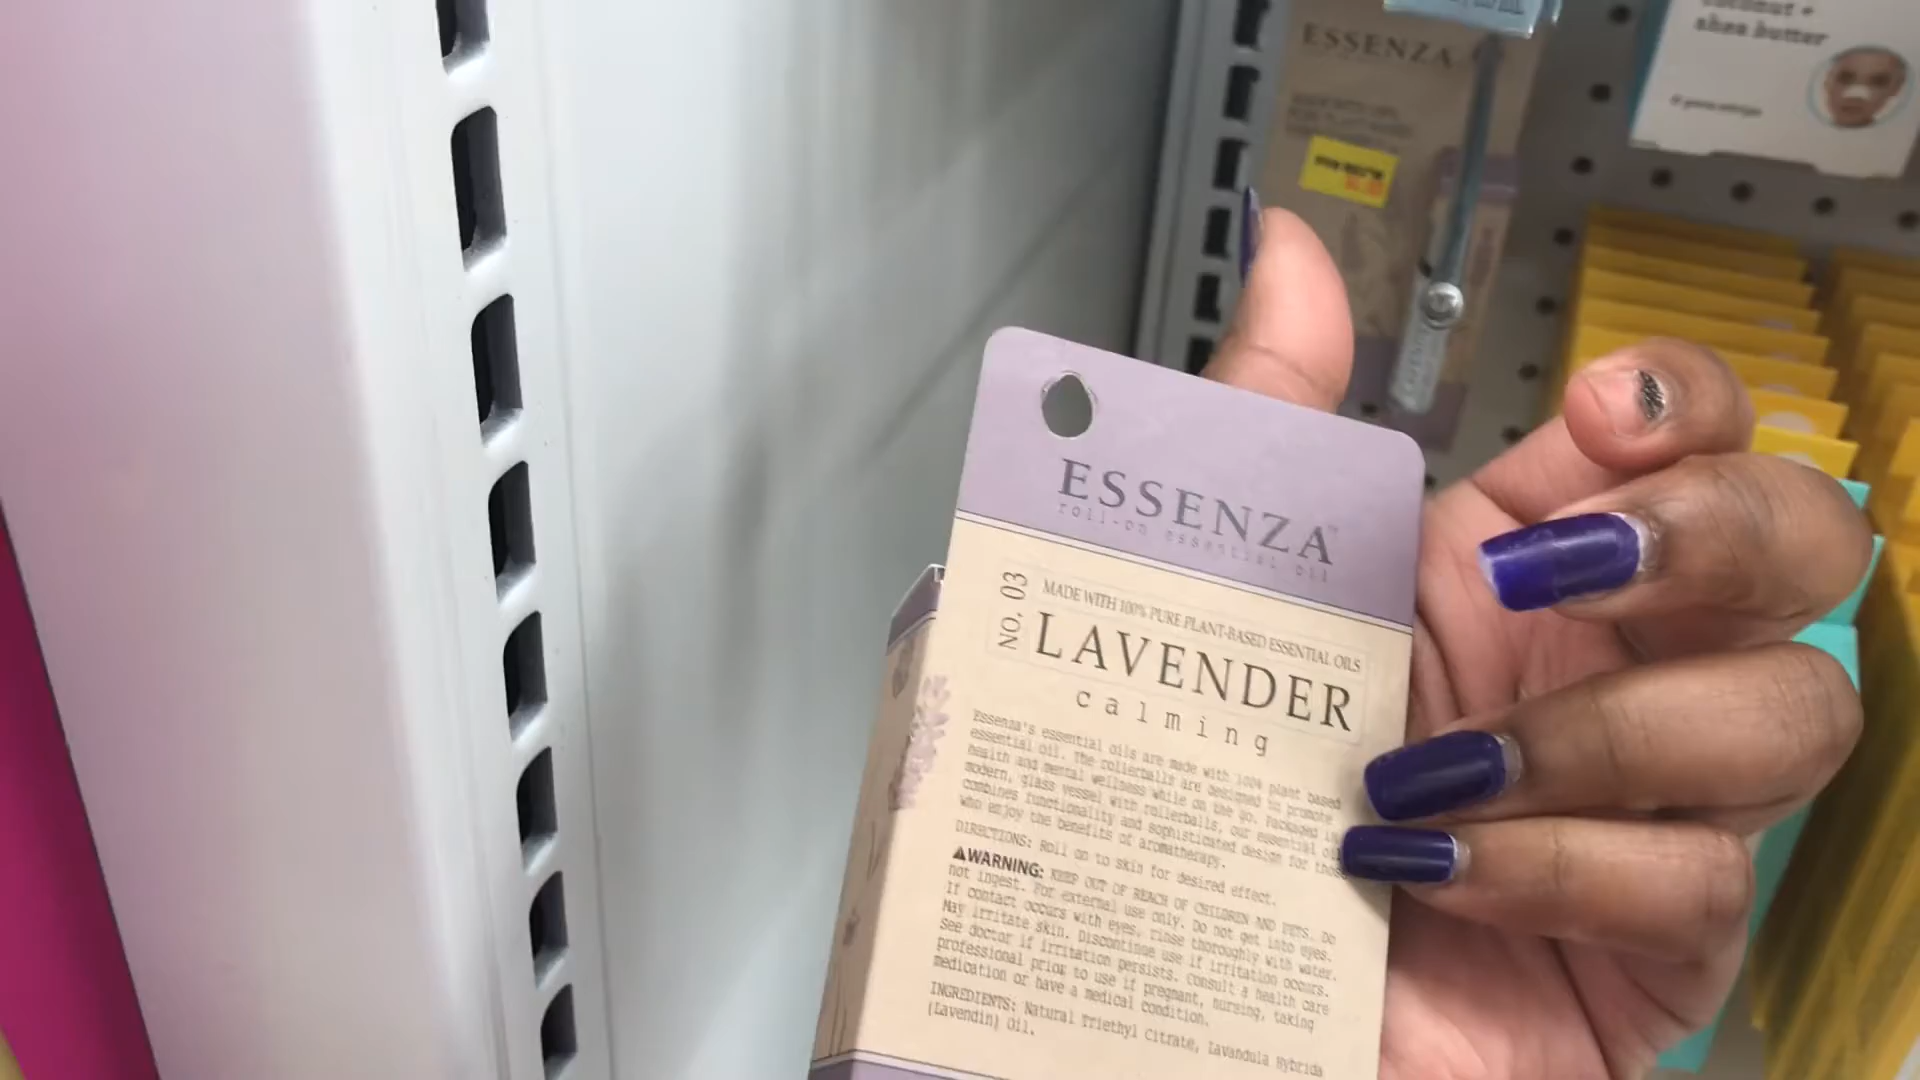 coconut +
shea butter
ESSENZA
ESSENZA™
roll-on essential oil
NO. 03
MADE WITH 100% PURE PLANT-BASED ESSENTIAL OILS
LAVENDER
calming
Essenza's essential oils are made with 100% plant based
essential oil. The rollerballs are designed to promote
health and mental wellness while on the go. Packaged in
modern, glass vessel with rollerballs, our essential oil
combines functionality and sophisticated design for those
who enjoy the benefits of aromatherapy.
DIRECTIONS: Roll on to skin for desired effect.
⚠WARNING: KEEP OUT OF REACH OF CHILDREN AND PETS. Do
not ingest. For external use only. Do not get into eyes.
If contact occurs with eyes, rinse thoroughly with water.
May irritate skin. Discontinue use if irritation occurs.
See doctor if irritation persists. Consult a health care
professional prior to use if pregnant, nursing, taking
medication or have a medical condition.
INGREDIENTS: Natural Triethyl Citrate, Lavandula Hybrida
(Lavendin) Oil.